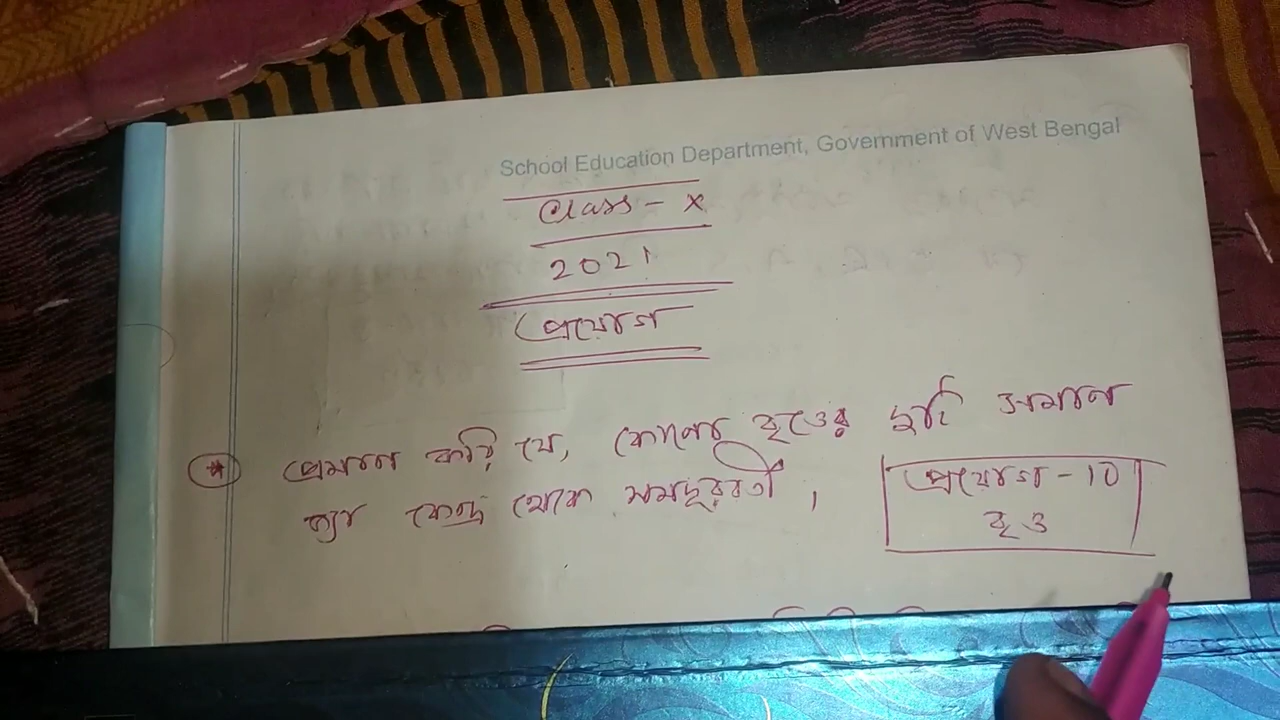 School Education Department, Government of West Bengal
Class - X
2021
প্রয়োগ
* প্রমাণ করি যে, কোনো বৃত্তের দুটি সমান
জ্যা কেন্দ্র থেকে সমদূরবর্তী,
প্রয়োগ - 10
বৃত্ত